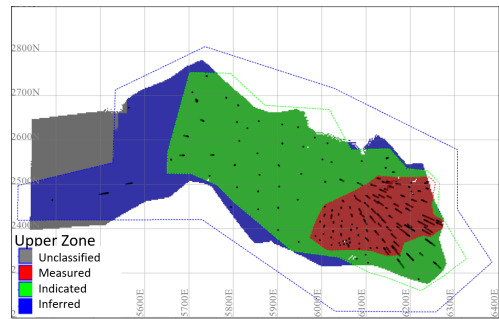 2800N
2700N
2600N
2500N
2400N
Upper Zone
Unclassified
Measured
Indicated
Inferred
5600E
5700E
5800E
5900E
6000E
6100E
6200E
6300E